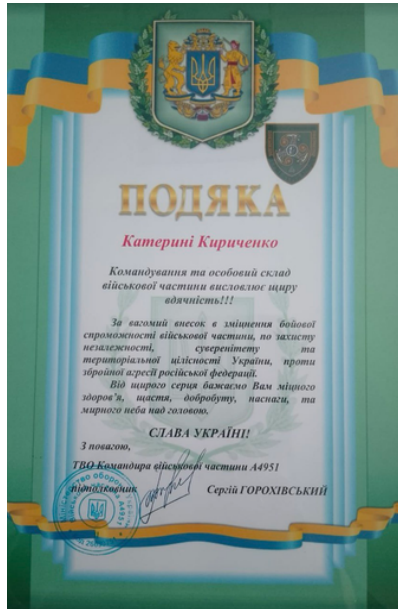 ПОДЯКА
Катерині Кириченко
Командування та особовий склад
військової частини висловлює щиру
вдячність!!!
За вагомий внесок в зміцнення бойової
спроможності військової частини, по захисту
незалежності, суверенітету та
територіальної цілісності України, проти
збройної агресії російської федерації.
Від щирого серця бажаємо Вам міцного
здоров’я, щастя, добробуту, наснаги, та
мирного неба над головою.
СЛАВА УКРАЇНІ!
З повагою,
ТВО Командира військової частини А4951
підполковник Сергій ГОРОХІВСЬКИЙ